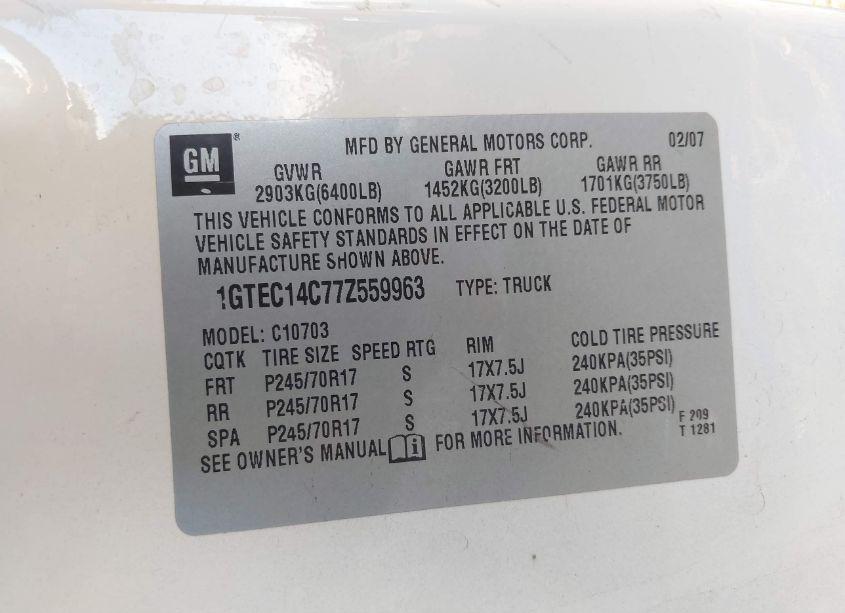 GM® MFD BY GENERAL MOTORS CORP. 02/07
GVWR GAWR FRT GAWR RR
2903KG(6400LB) 1452KG(3200LB) 1701KG(3750LB)
THIS VEHICLE CONFORMS TO ALL APPLICABLE U.S. FEDERAL MOTOR
VEHICLE SAFETY STANDARDS IN EFFECT ON THE DATE OF
MANUFACTURE SHOWN ABOVE.
1GTEC14C77Z559963 TYPE: TRUCK
MODEL: C10703
CQTK TIRE SIZE SPEED RTG RIM COLD TIRE PRESSURE
FRT P245/70R17 S 17X7.5J 240KPA(35PSI)
RR P245/70R17 S 17X7.5J 240KPA(35PSI)
SPA P245/70R17 S 17X7.5J 240KPA(35PSI)
SEE OWNER'S MANUAL i FOR MORE INFORMATION.
F 209
T 1281